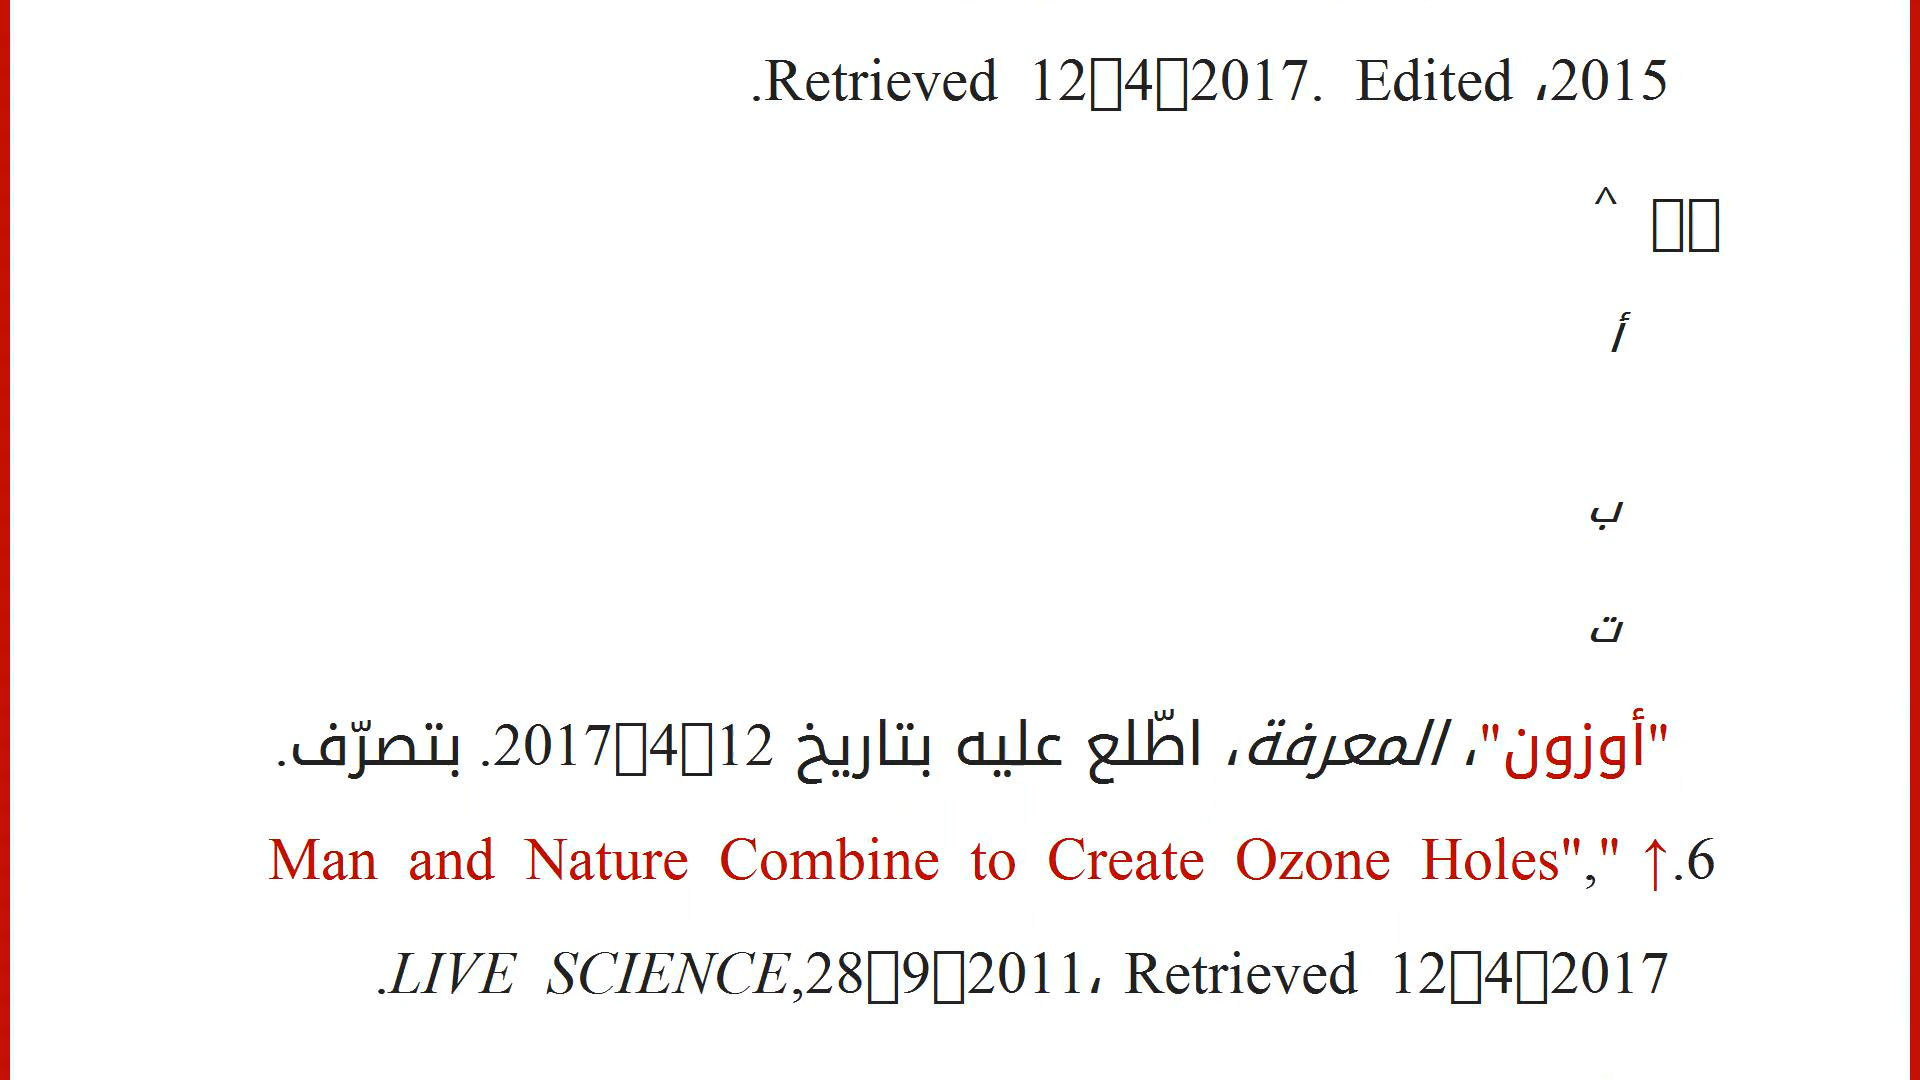 2015، Retrieved 12□4□2017. Edited.
□□ ^
أ
ب
ت
"أوزون"، المعرفة، اطّلع عليه بتاريخ 12□4□2017. بتصرّف.
6. ↑ "Man and Nature Combine to Create Ozone Holes",
LIVE SCIENCE,28□9□2011، Retrieved 12□4□2017.